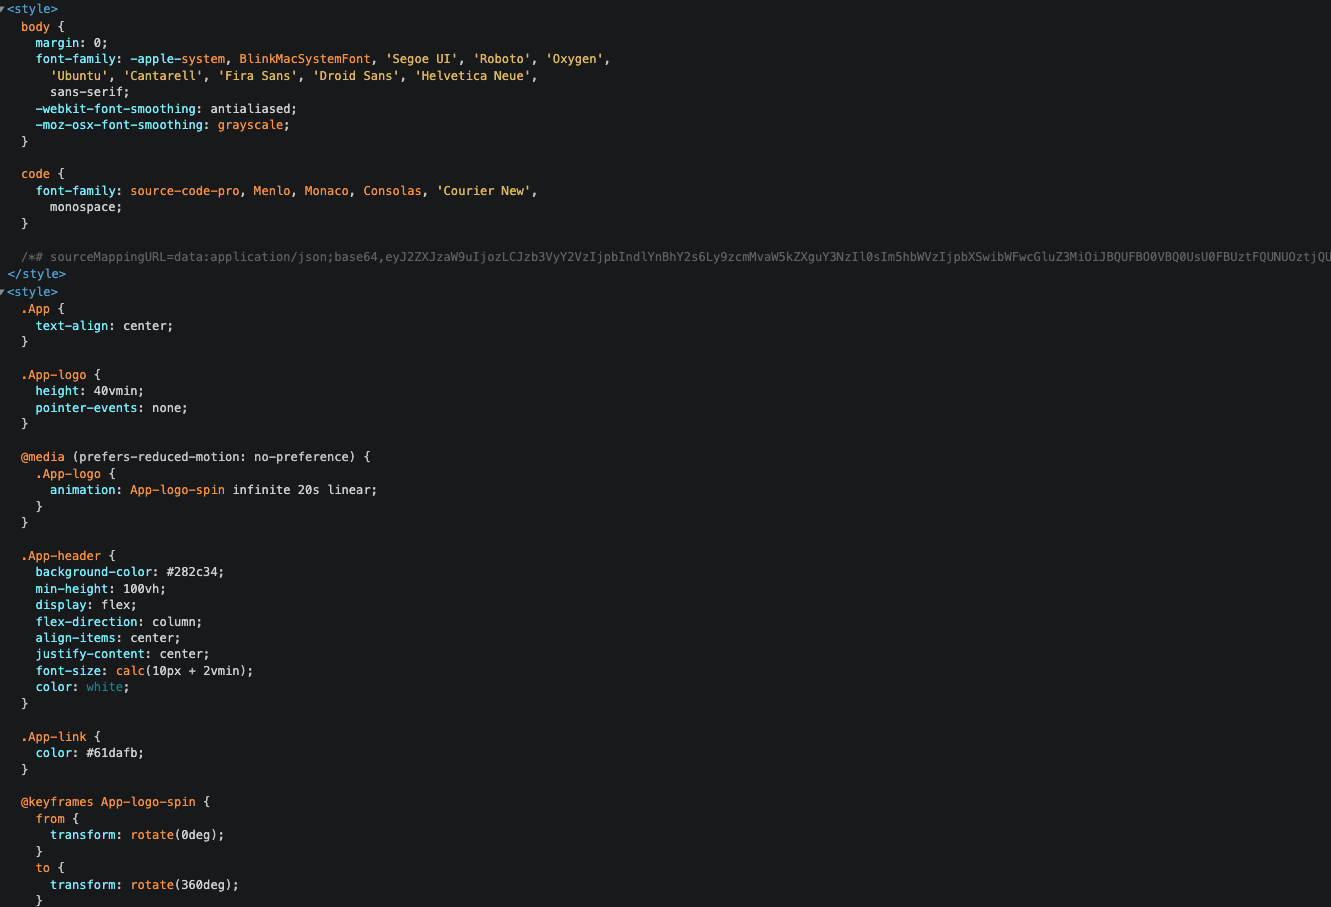 <style>
body {
margin: 0;
font-family: -apple-system, BlinkMacSystemFont, 'Segoe UI', 'Roboto', 'Oxygen',
'Ubuntu', 'Cantarell', 'Fira Sans', 'Droid Sans', 'Helvetica Neue',
sans-serif;
-webkit-font-smoothing: antialiased;
-moz-osx-font-smoothing: grayscale;
}
code {
font-family: source-code-pro, Menlo, Monaco, Consolas, 'Courier New',
monospace;
}
/*# sourceMappingURL=data:application/json;base64,eyJ2ZXJzaW9uIjozLCJzb3VyY2VzIjpbIndlYnBhY2s6Ly9zcmMvaW5kZXguY3NzIl0sIm5hbWVzIjpbXSwibWFwcGluZ3MiOiJBQUFBO0VBQ0UsU0FBUztFQUNUOztjQU
</style>
<style>
.App {
text-align: center;
}
.App-logo {
height: 40vmin;
pointer-events: none;
}
@media (prefers-reduced-motion: no-preference) {
.App-logo {
animation: App-logo-spin infinite 20s linear;
}
}
.App-header {
background-color: #282c34;
min-height: 100vh;
display: flex;
flex-direction: column;
align-items: center;
justify-content: center;
font-size: calc(10px + 2vmin);
color: white;
}
.App-link {
color: #61dafb;
}
@keyframes App-logo-spin {
from {
transform: rotate(0deg);
}
to {
transform: rotate(360deg);
}